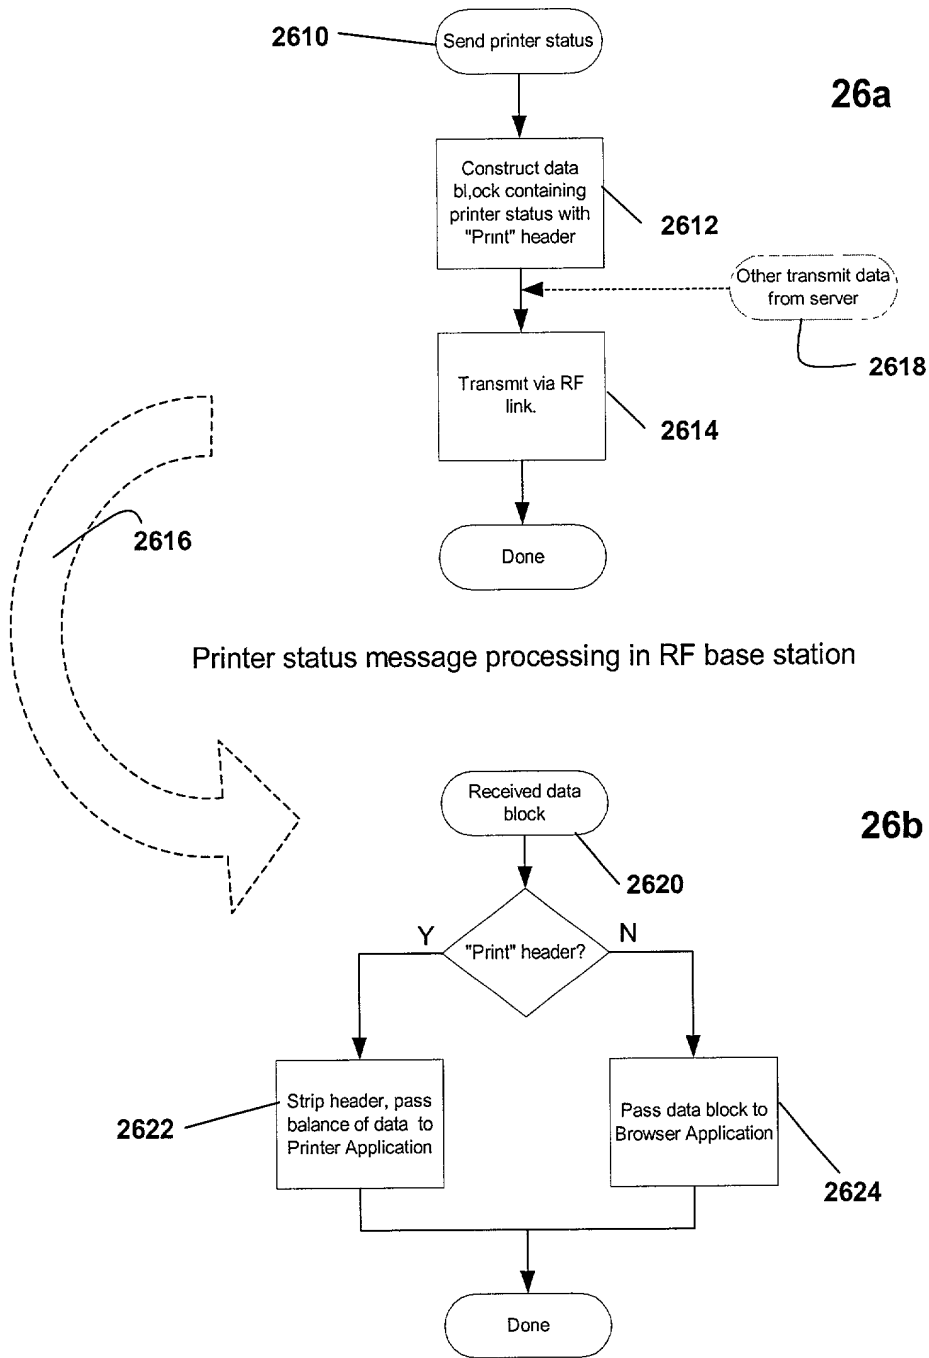 2610
Send printer status
26a
Construct data
bl,ock containing
printer status with
"Print" header
2612
Other transmit data
from server
2618
Transmit via RF
link.
2614
2616
Done
Printer status message processing in RF base station
Received data
block
26b
2620
Y
"Print" header?
N
Strip header, pass
balance of data to
Printer Application
2622
Pass data block to
Browser Application
2624
Done